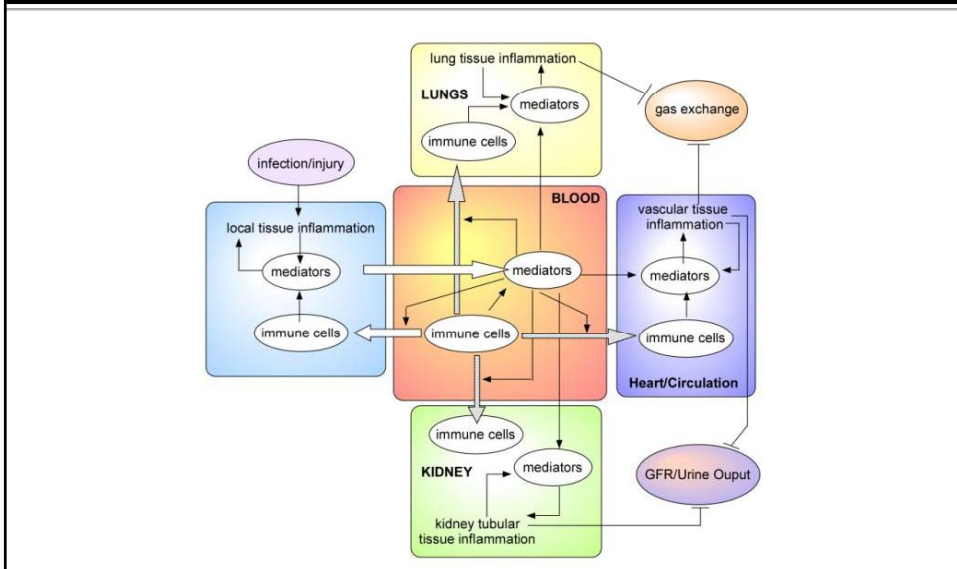 lung tissue inflammation
LUNGS
mediators
immune cells
gas exchange
infection/injury
BLOOD
local tissue inflammation
mediators
immune cells
mediators
immune cells
vascular tissue
inflammation
mediators
immune cells
Heart/Circulation
immune cells
KIDNEY
mediators
kidney tubular
tissue inflammation
GFR/Urine Ouput